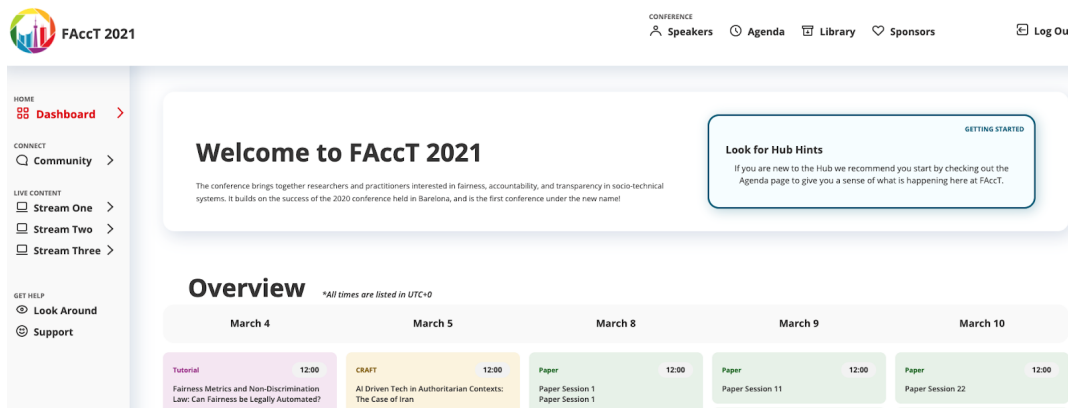 FAccT 2021
CONFERENCE
Speakers
Agenda
Library
Sponsors
Log Ou
HOME
Dashboard
CONNECT
Community
LIVE CONTENT
Stream One
Stream Two
Stream Three
GET HELP
Look Around
Support
Welcome to FAccT 2021
The conference brings together researchers and practitioners interested in fairness, accountability, and transparency in socio-technical
systems. It builds on the success of the 2020 conference held in Barelona, and is the first conference under the new name!
GETTING STARTED
Look for Hub Hints
If you are new to the Hub we recommend you start by checking out the
Agenda page to give you a sense of what is happening here at FAccT.
Overview *All times are listed in UTC+0
March 4
March 5
March 8
March 9
March 10
Tutorial 12:00
Fairness Metrics and Non-Discrimination
Law: Can Fairness be Legally Automated?
CRAFT 12:00
AI Driven Tech in Authoritarian Contexts:
The Case of Iran
Paper 12:00
Paper Session 1
Paper Session 1
Paper 12:00
Paper Session 11
Paper 12:00
Paper Session 22